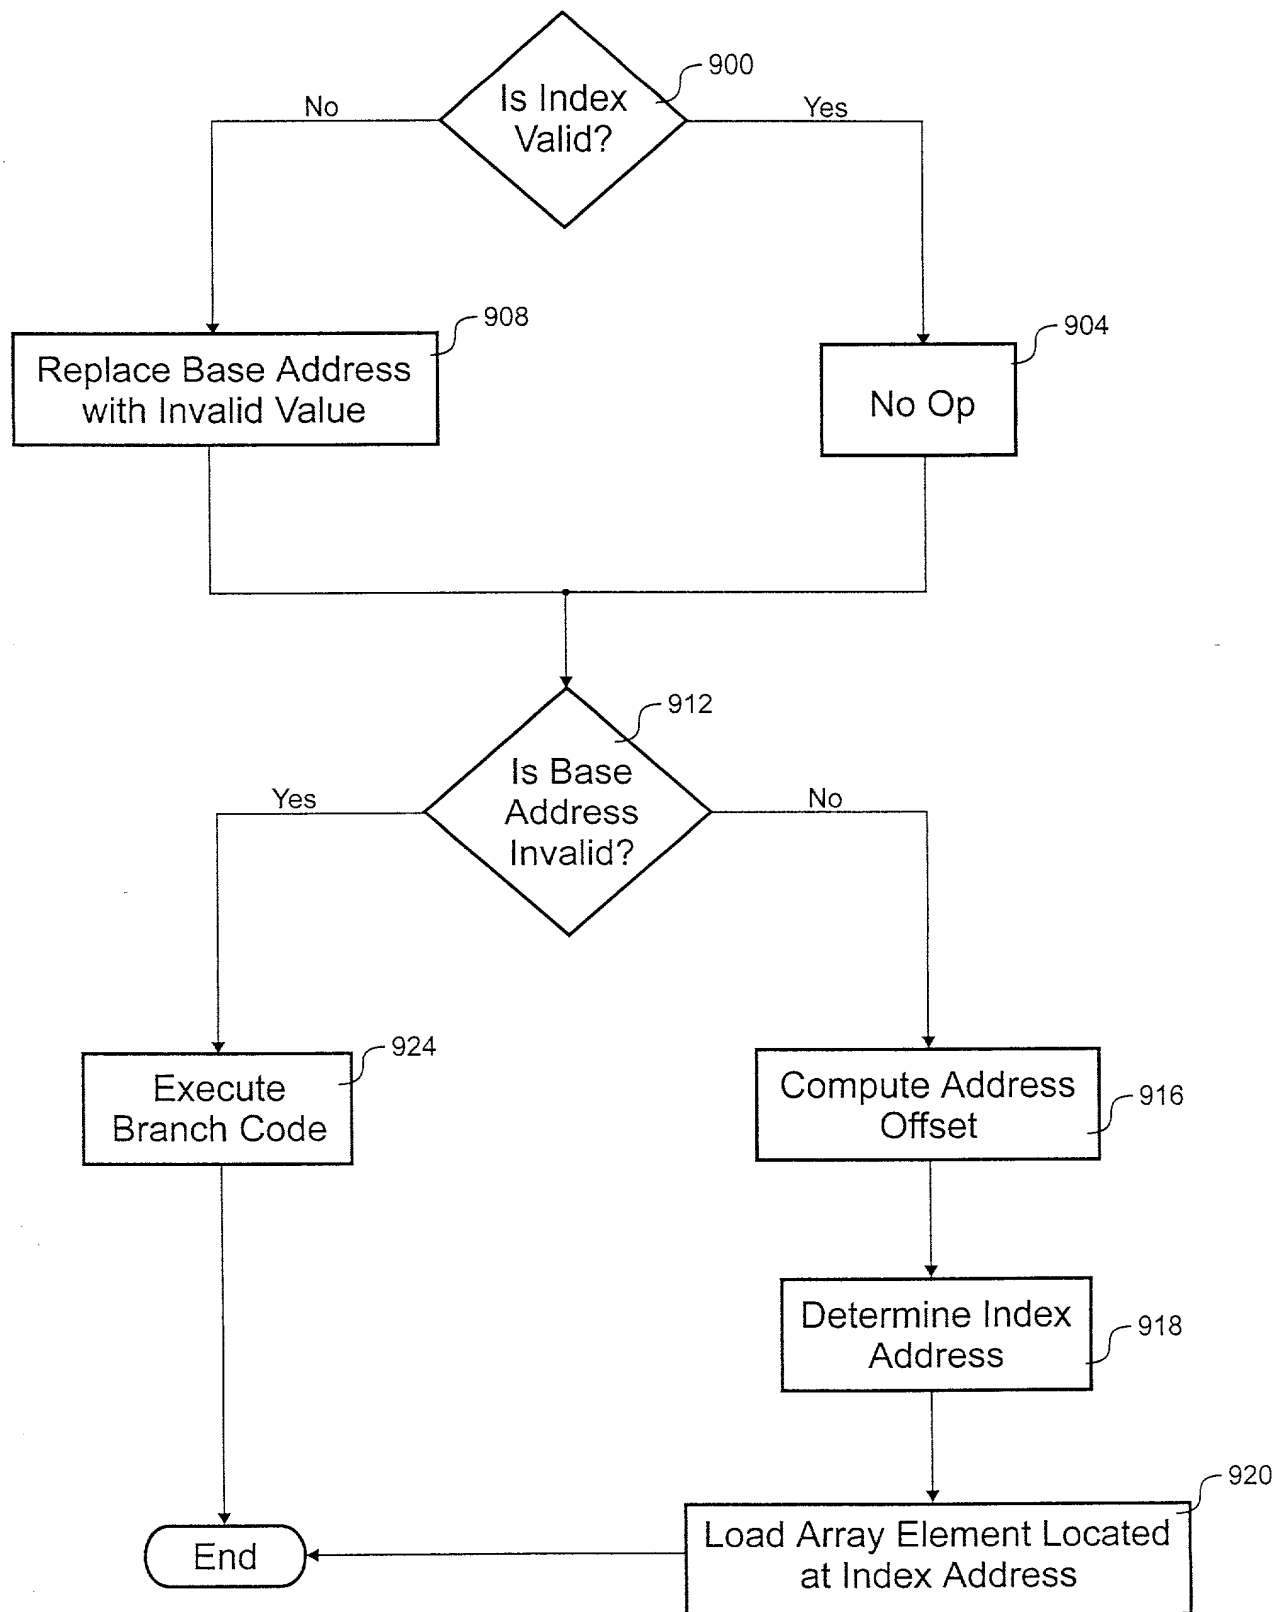 900
Is Index
Valid?
No
Yes
908
Replace Base Address
with Invalid Value
904
No Op
912
Is Base
Address
Invalid?
Yes
No
924
Execute
Branch Code
Compute Address
Offset
916
Determine Index
Address
918
920
Load Array Element Located
at Index Address
End